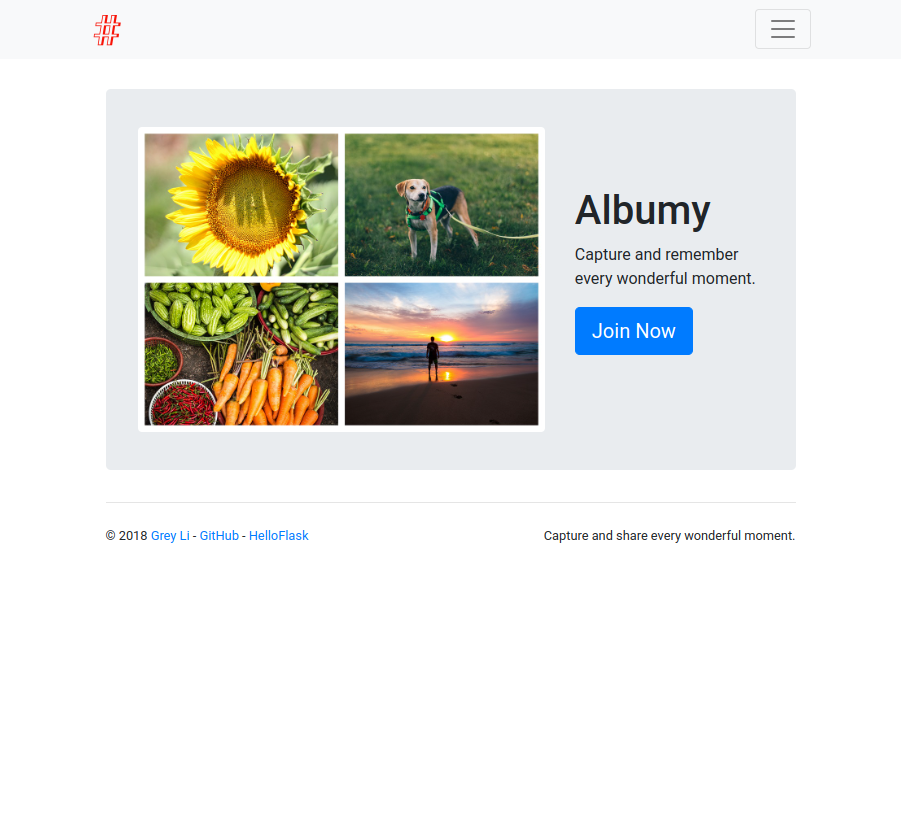 #
Albumy
Capture and remember
every wonderful moment.
Join Now
© 2018 Grey Li - GitHub - HelloFlask
Capture and share every wonderful moment.